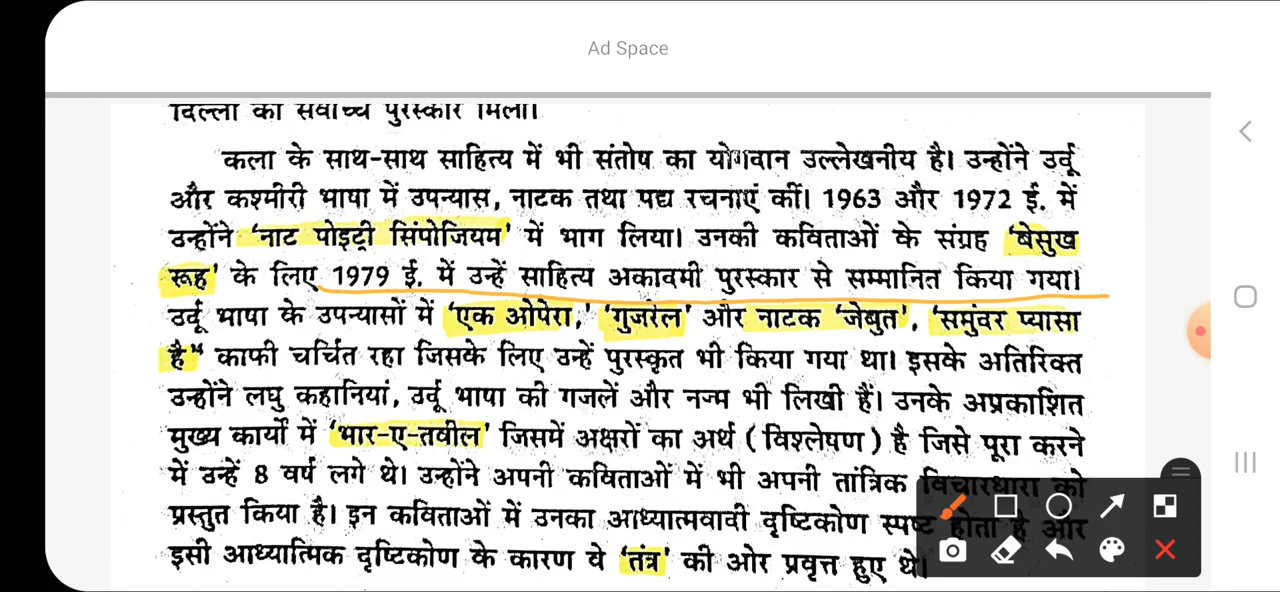 Ad Space
दिल्ली का सर्वोच्च पुरस्कार मिला।
कला के साथ-साथ साहित्य में भी संतोष का योगदान उल्लेखनीय है। उन्होंने उर्दू
और कश्मीरी भाषा में उपन्यास, नाटक तथा पद्य रचनाएं कीं। 1963 और 1972 ई. में
उन्होंने 'नाट पोइट्री सिंपोजियम' में भाग लिया। उनकी कविताओं के संग्रह 'बेसुख
रूह' के लिए 1979 ई. में उन्हें साहित्य अकादमी पुरस्कार से सम्मानित किया गया।
उर्दू भाषा के उपन्यासों में 'एक ओपेरा,' 'गुजरेल' और नाटक 'जेबुत', 'समुंदर प्यासा
है" काफी चर्चित रहा जिसके लिए उन्हें पुरस्कृत भी किया गया था। इसके अतिरिक्त
उन्होंने लघु कहानियां, उर्दू भाषा की गजलें और नज्म भी लिखी हैं। उनके अप्रकाशित
मुख्य कार्यों में 'भार-ए-तवील' जिसमें अक्षरों का अर्थ (विश्लेषण) है जिसे पूरा करने
में उन्हें 8 वर्ष लगे थे। उन्होंने अपनी कविताओं में भी अपनी तांत्रिक विचारधारा को
प्रस्तुत किया है। इन कविताओं में उनका आध्यात्मवादी दृष्टिकोण स्पष्ट होता है और
इसी आध्यात्मिक दृष्टिकोण के कारण वे 'तंत्र' की ओर प्रवृत्त हुए थे।